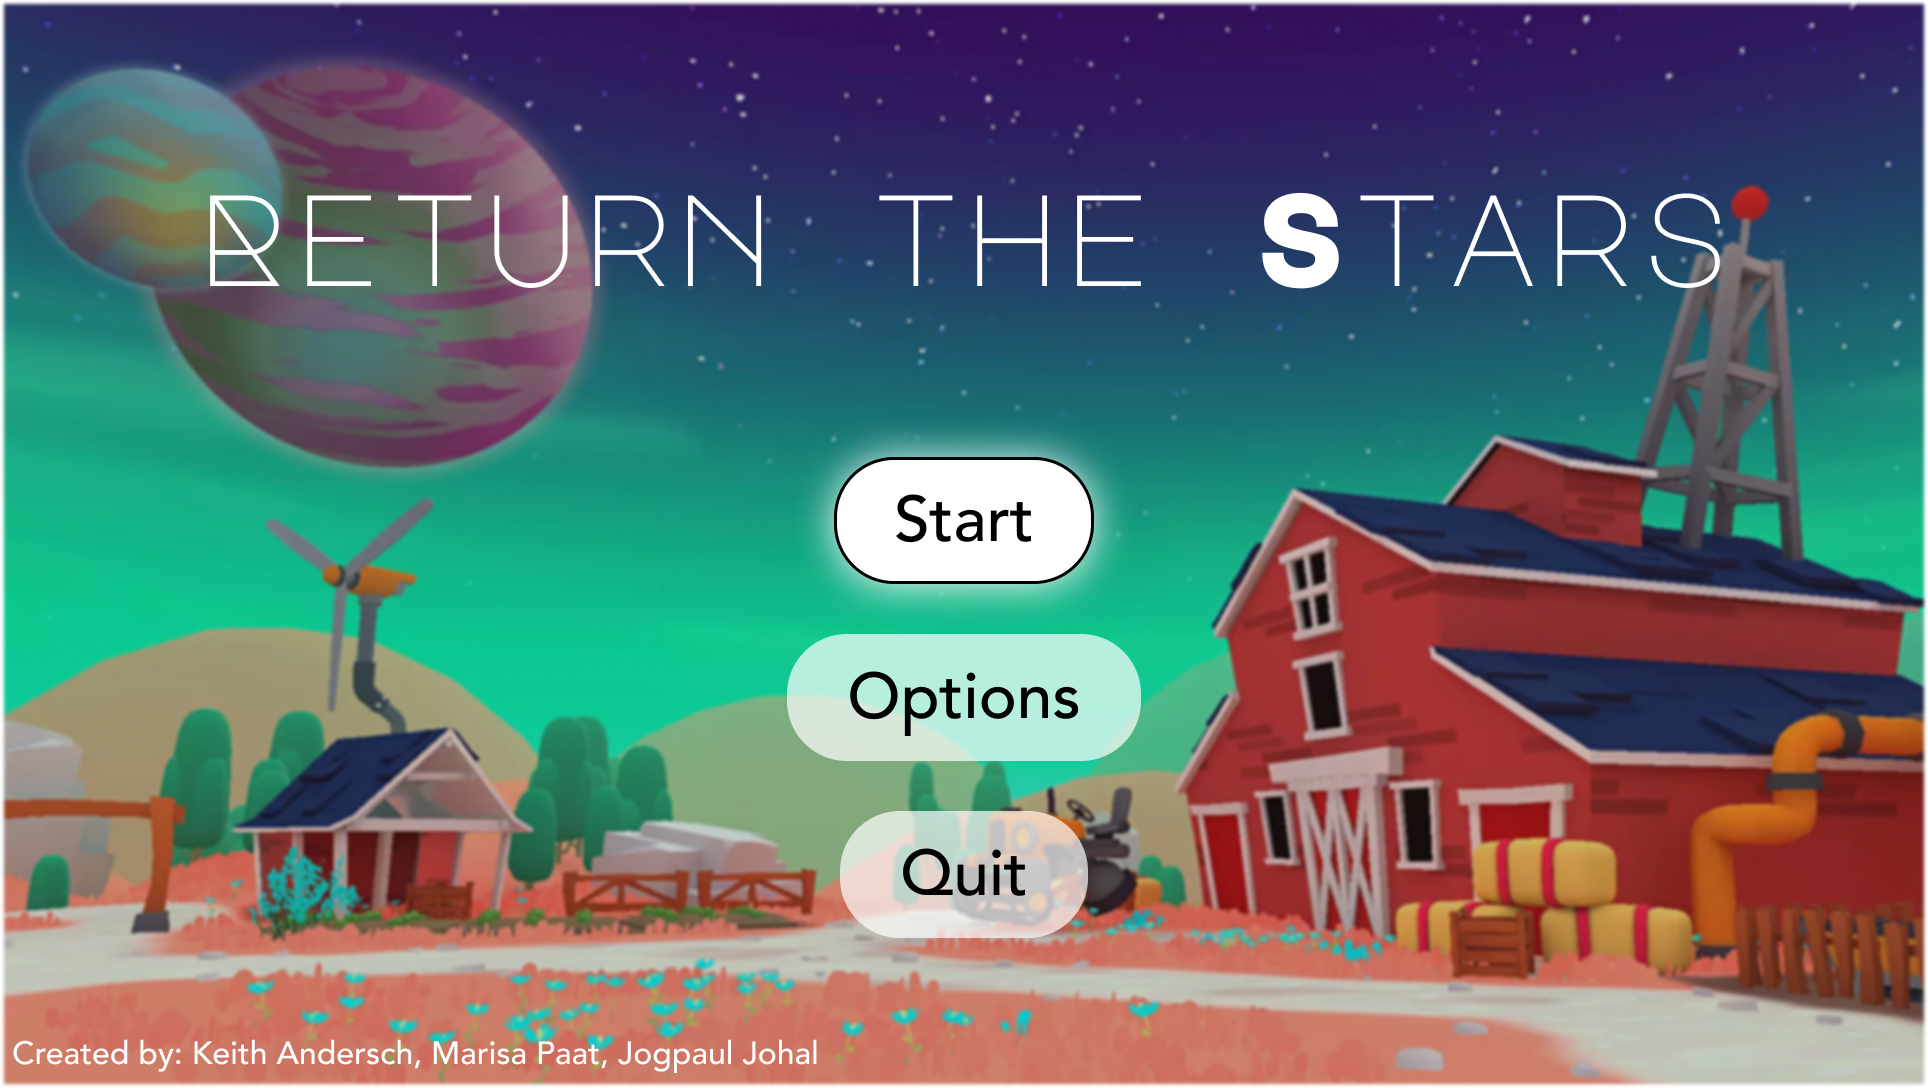 RETURN THE STARS
Start
Options
Quit
Created by: Keith Andersch, Marisa Paat, Jogpaul Johal